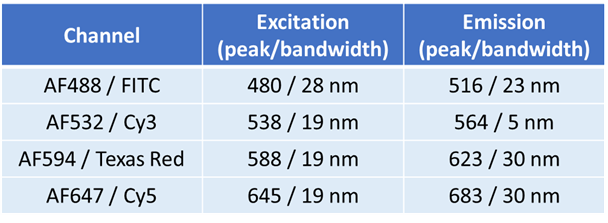 Channel Excitation (peak/bandwidth) Emission (peak/bandwidth)
AF488 / FITC 480 / 28 nm 516 / 23 nm
AF532 / Cy3 538 / 19 nm 564 / 5 nm
AF594 / Texas Red 588 / 19 nm 623 / 30 nm
AF647 / Cy5 645 / 19 nm 683 / 30 nm